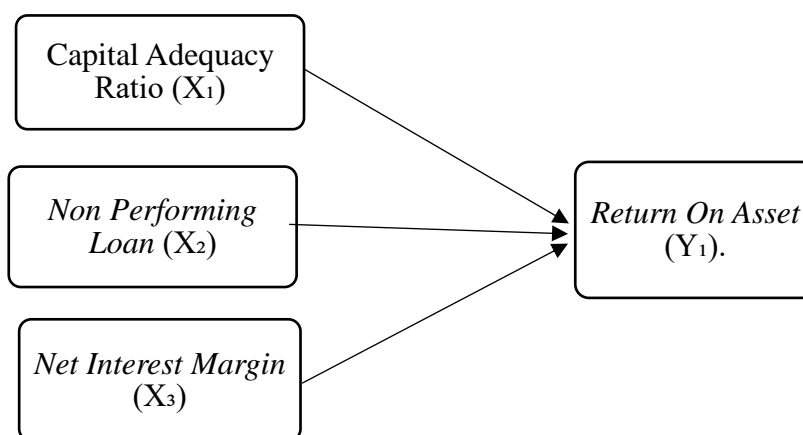 Capital Adequacy
Ratio (X₁)
Non Performing
Loan (X₂)
Return On Asset
(Y₁).
Net Interest Margin
(X₃)